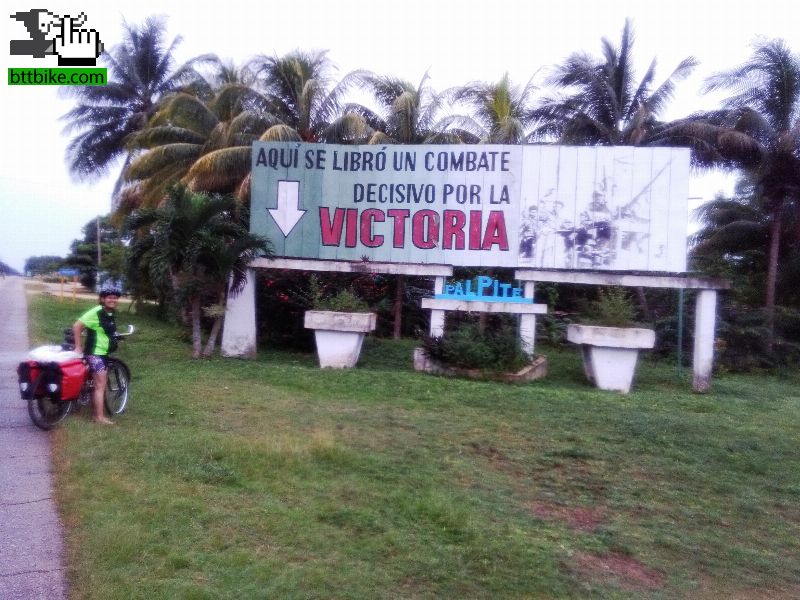 bttbike.com
AQUÍ SE LIBRÓ UN COMBATE
DECISIVO POR LA
VICTORIA
PALPITE